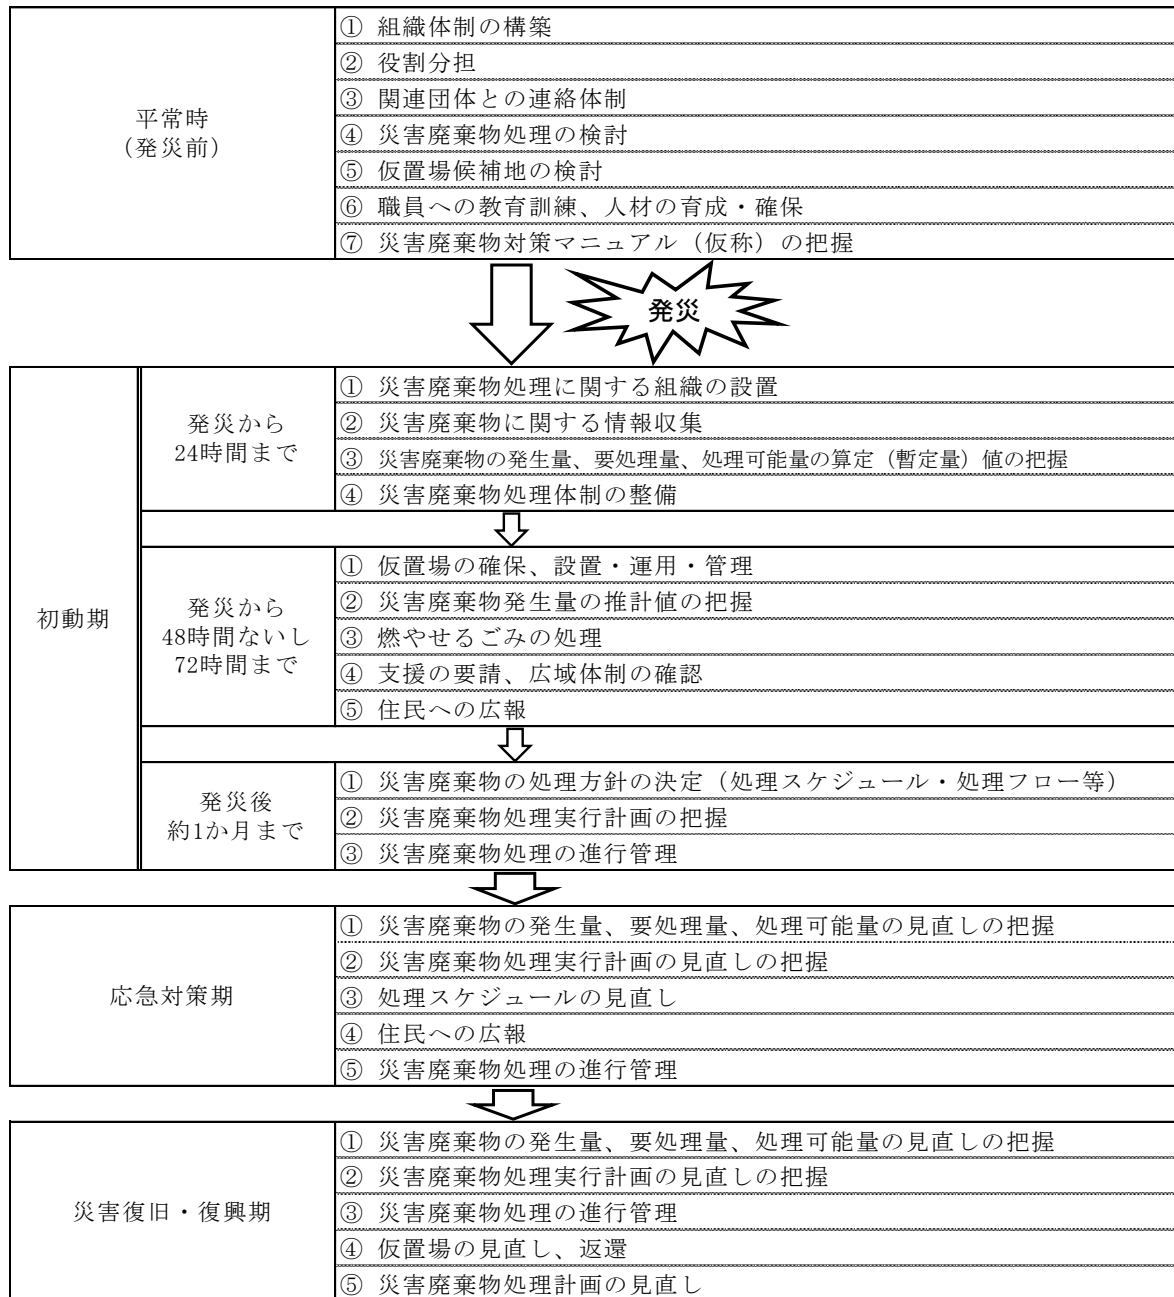 平常時
(発災前)
① 組織体制の構築
② 役割分担
③ 関連団体との連絡体制
④ 災害廃棄物処理の検討
⑤ 仮置場候補地の検討
⑥ 職員への教育訓練、人材の育成・確保
⑦ 災害廃棄物対策マニュアル（仮称）の把握
発災
初動期
発災から
24時間まで
① 災害廃棄物処理に関する組織の設置
② 災害廃棄物に関する情報収集
③ 災害廃棄物の発生量、要処理量、処理可能量の算定（暫定量）値の把握
④ 災害廃棄物処理体制の整備
発災から
48時間ないし
72時間まで
① 仮置場の確保、設置・運用・管理
② 災害廃棄物発生量の推計値の把握
③ 燃やせるごみの処理
④ 支援の要請、広域体制の確認
⑤ 住民への広報
発災後
約1か月まで
① 災害廃棄物の処理方針の決定（処理スケジュール・処理フロー等）
② 災害廃棄物処理実行計画の把握
③ 災害廃棄物処理の進行管理
応急対策期
① 災害廃棄物の発生量、要処理量、処理可能量の見直しの把握
② 災害廃棄物処理実行計画の見直しの把握
③ 処理スケジュールの見直し
④ 住民への広報
⑤ 災害廃棄物処理の進行管理
災害復旧・復興期
① 災害廃棄物の発生量、要処理量、処理可能量の見直しの把握
② 災害廃棄物処理実行計画の見直しの把握
③ 災害廃棄物処理の進行管理
④ 仮置場の見直し、返還
⑤ 災害廃棄物処理計画の見直し